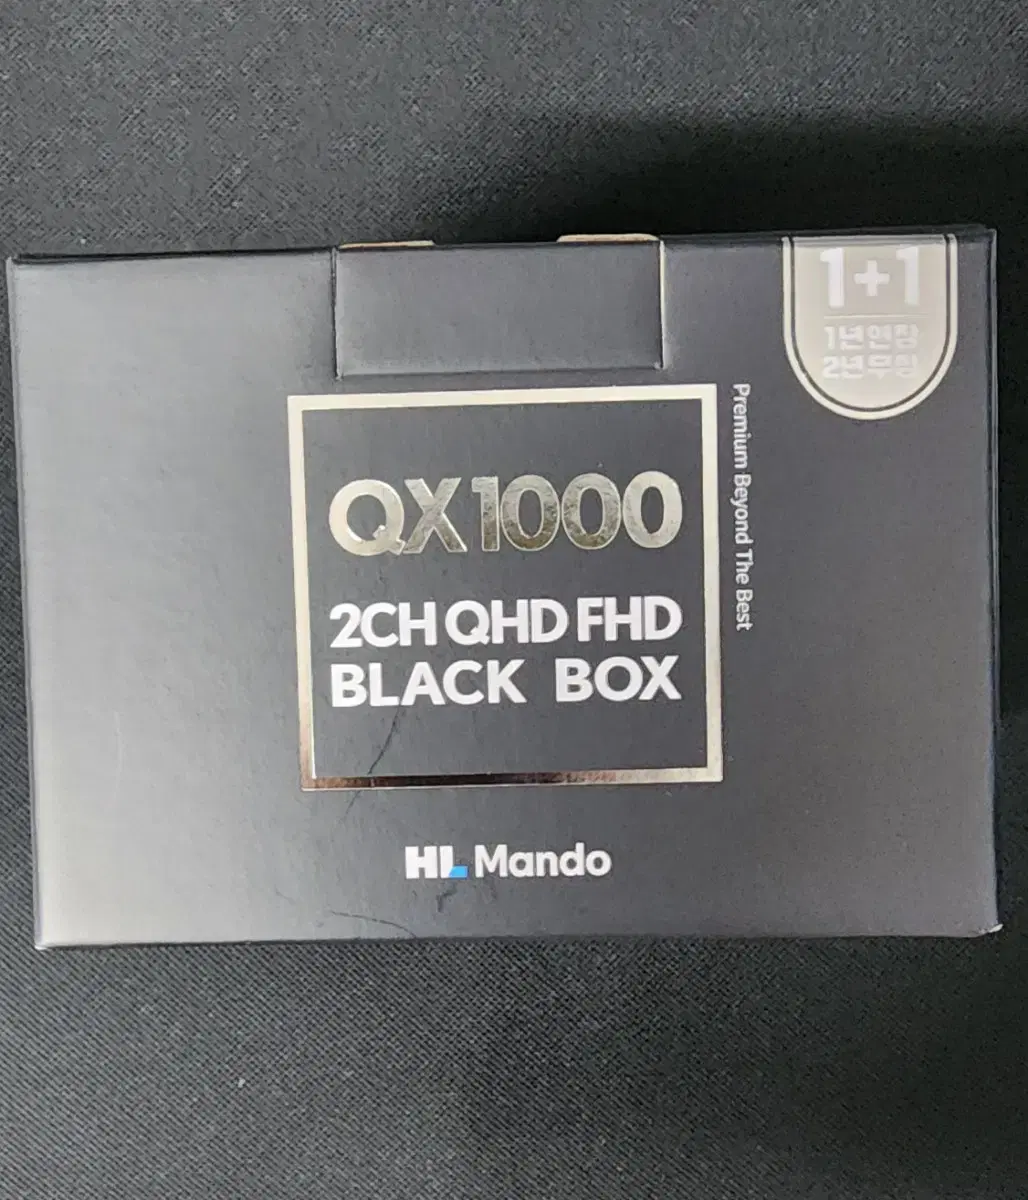 1+1
1년연장
2년무상
Premium Beyond The Best
QX1000
2CH QHD FHD
BLACK BOX
HL Mando